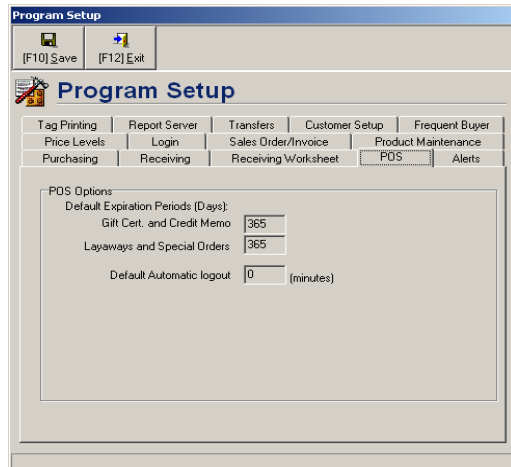 Program Setup
[F10] Save [F12] Exit
Program Setup
Tag Printing Report Server Transfers Customer Setup Frequent Buyer
Price Levels Login Sales Order/Invoice Product Maintenance
Purchasing Receiving Receiving Worksheet POS Alerts
POS Options
Default Expiration Periods (Days):
Gift Cert. and Credit Memo 365
Layaways and Special Orders 365
Default Automatic logout 0 (minutes)